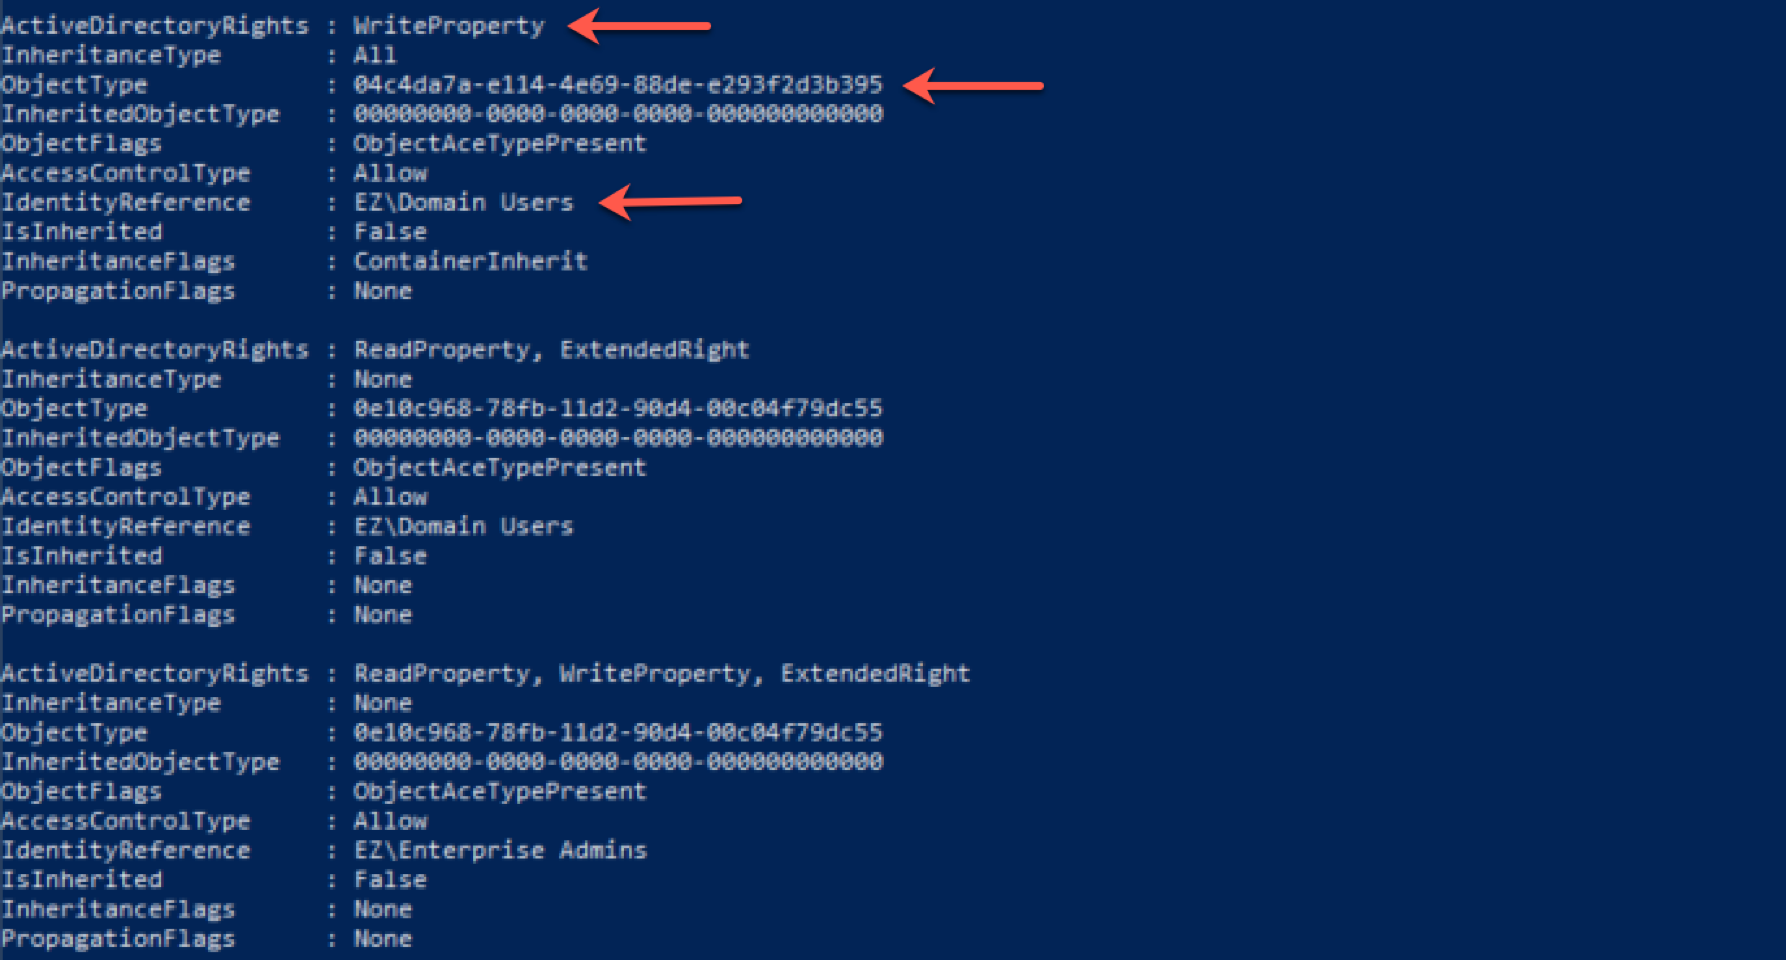 ActiveDirectoryRights : WriteProperty
InheritanceType       : All
ObjectType            : 04c4da7a-e114-4e69-88de-e293f2d3b395
InheritedObjectType   : 00000000-0000-0000-0000-000000000000
ObjectFlags           : ObjectAceTypePresent
AccessControlType     : Allow
IdentityReference     : EZ\Domain Users
IsInherited           : False
InheritanceFlags      : ContainerInherit
PropagationFlags      : None

ActiveDirectoryRights : ReadProperty, ExtendedRight
InheritanceType       : None
ObjectType            : 0e10c968-78fb-11d2-90d4-00c04f79dc55
InheritedObjectType   : 00000000-0000-0000-0000-000000000000
ObjectFlags           : ObjectAceTypePresent
AccessControlType     : Allow
IdentityReference     : EZ\Domain Users
IsInherited           : False
InheritanceFlags      : None
PropagationFlags      : None

ActiveDirectoryRights : ReadProperty, WriteProperty, ExtendedRight
InheritanceType       : None
ObjectType            : 0e10c968-78fb-11d2-90d4-00c04f79dc55
InheritedObjectType   : 00000000-0000-0000-0000-000000000000
ObjectFlags           : ObjectAceTypePresent
AccessControlType     : Allow
IdentityReference     : EZ\Enterprise Admins
IsInherited           : False
InheritanceFlags      : None
PropagationFlags      : None